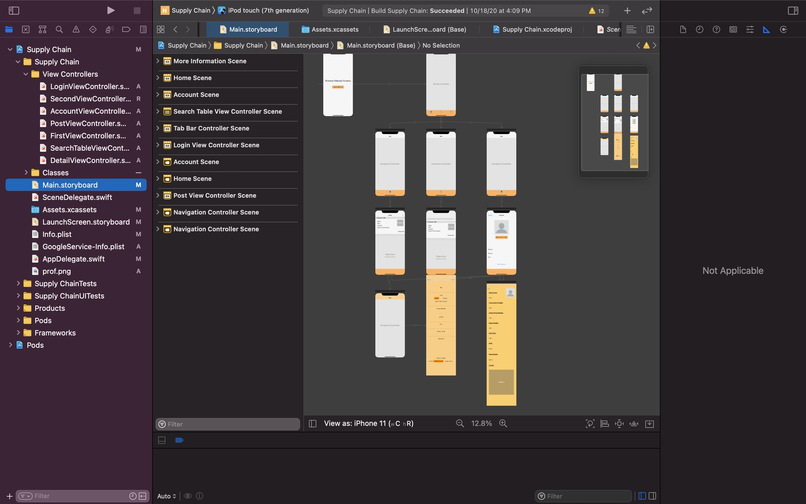 Supply Chain
iPod touch (7th generation)
Supply Chain | Build Supply Chain: Succeeded | 10/18/20 at 4:09 PM
12
Main.storyboard
Assets.xcassets
LaunchScreen....oard (Base)
Supply Chain.xcodeproj
Scen
Supply Chain
Supply Chain
Main.storyboard
Main.storyboard (Base)
No Selection
Supply Chain M
Supply Chain
View Controllers
LoginViewController.s... A
SecondViewController... R
AccountViewControlle... A
PostViewController.s... A
FirstViewController.s... A
SearchTableViewCont... A
DetailViewController.s... A
Classes
Main.storyboard M
SceneDelegate.swift
Assets.xcassets M
LaunchScreen.storyboard M
Info.plist M
GoogleService-Info.plist A
AppDelegate.swift M
prof.png A
Supply ChainTests
Supply ChainUITests
Products
Pods
Frameworks
Pods
More Information Scene
Home Scene
Account Scene
Search Table View Controller Scene
Tab Bar Controller Scene
Login View Controller Scene
Account Scene
Home Scene
Post View Controller Scene
Navigation Controller Scene
Navigation Controller Scene
Not Applicable
Filter
View as: iPhone 11 (wC hR)
12.8%
Filter
Auto
Filter